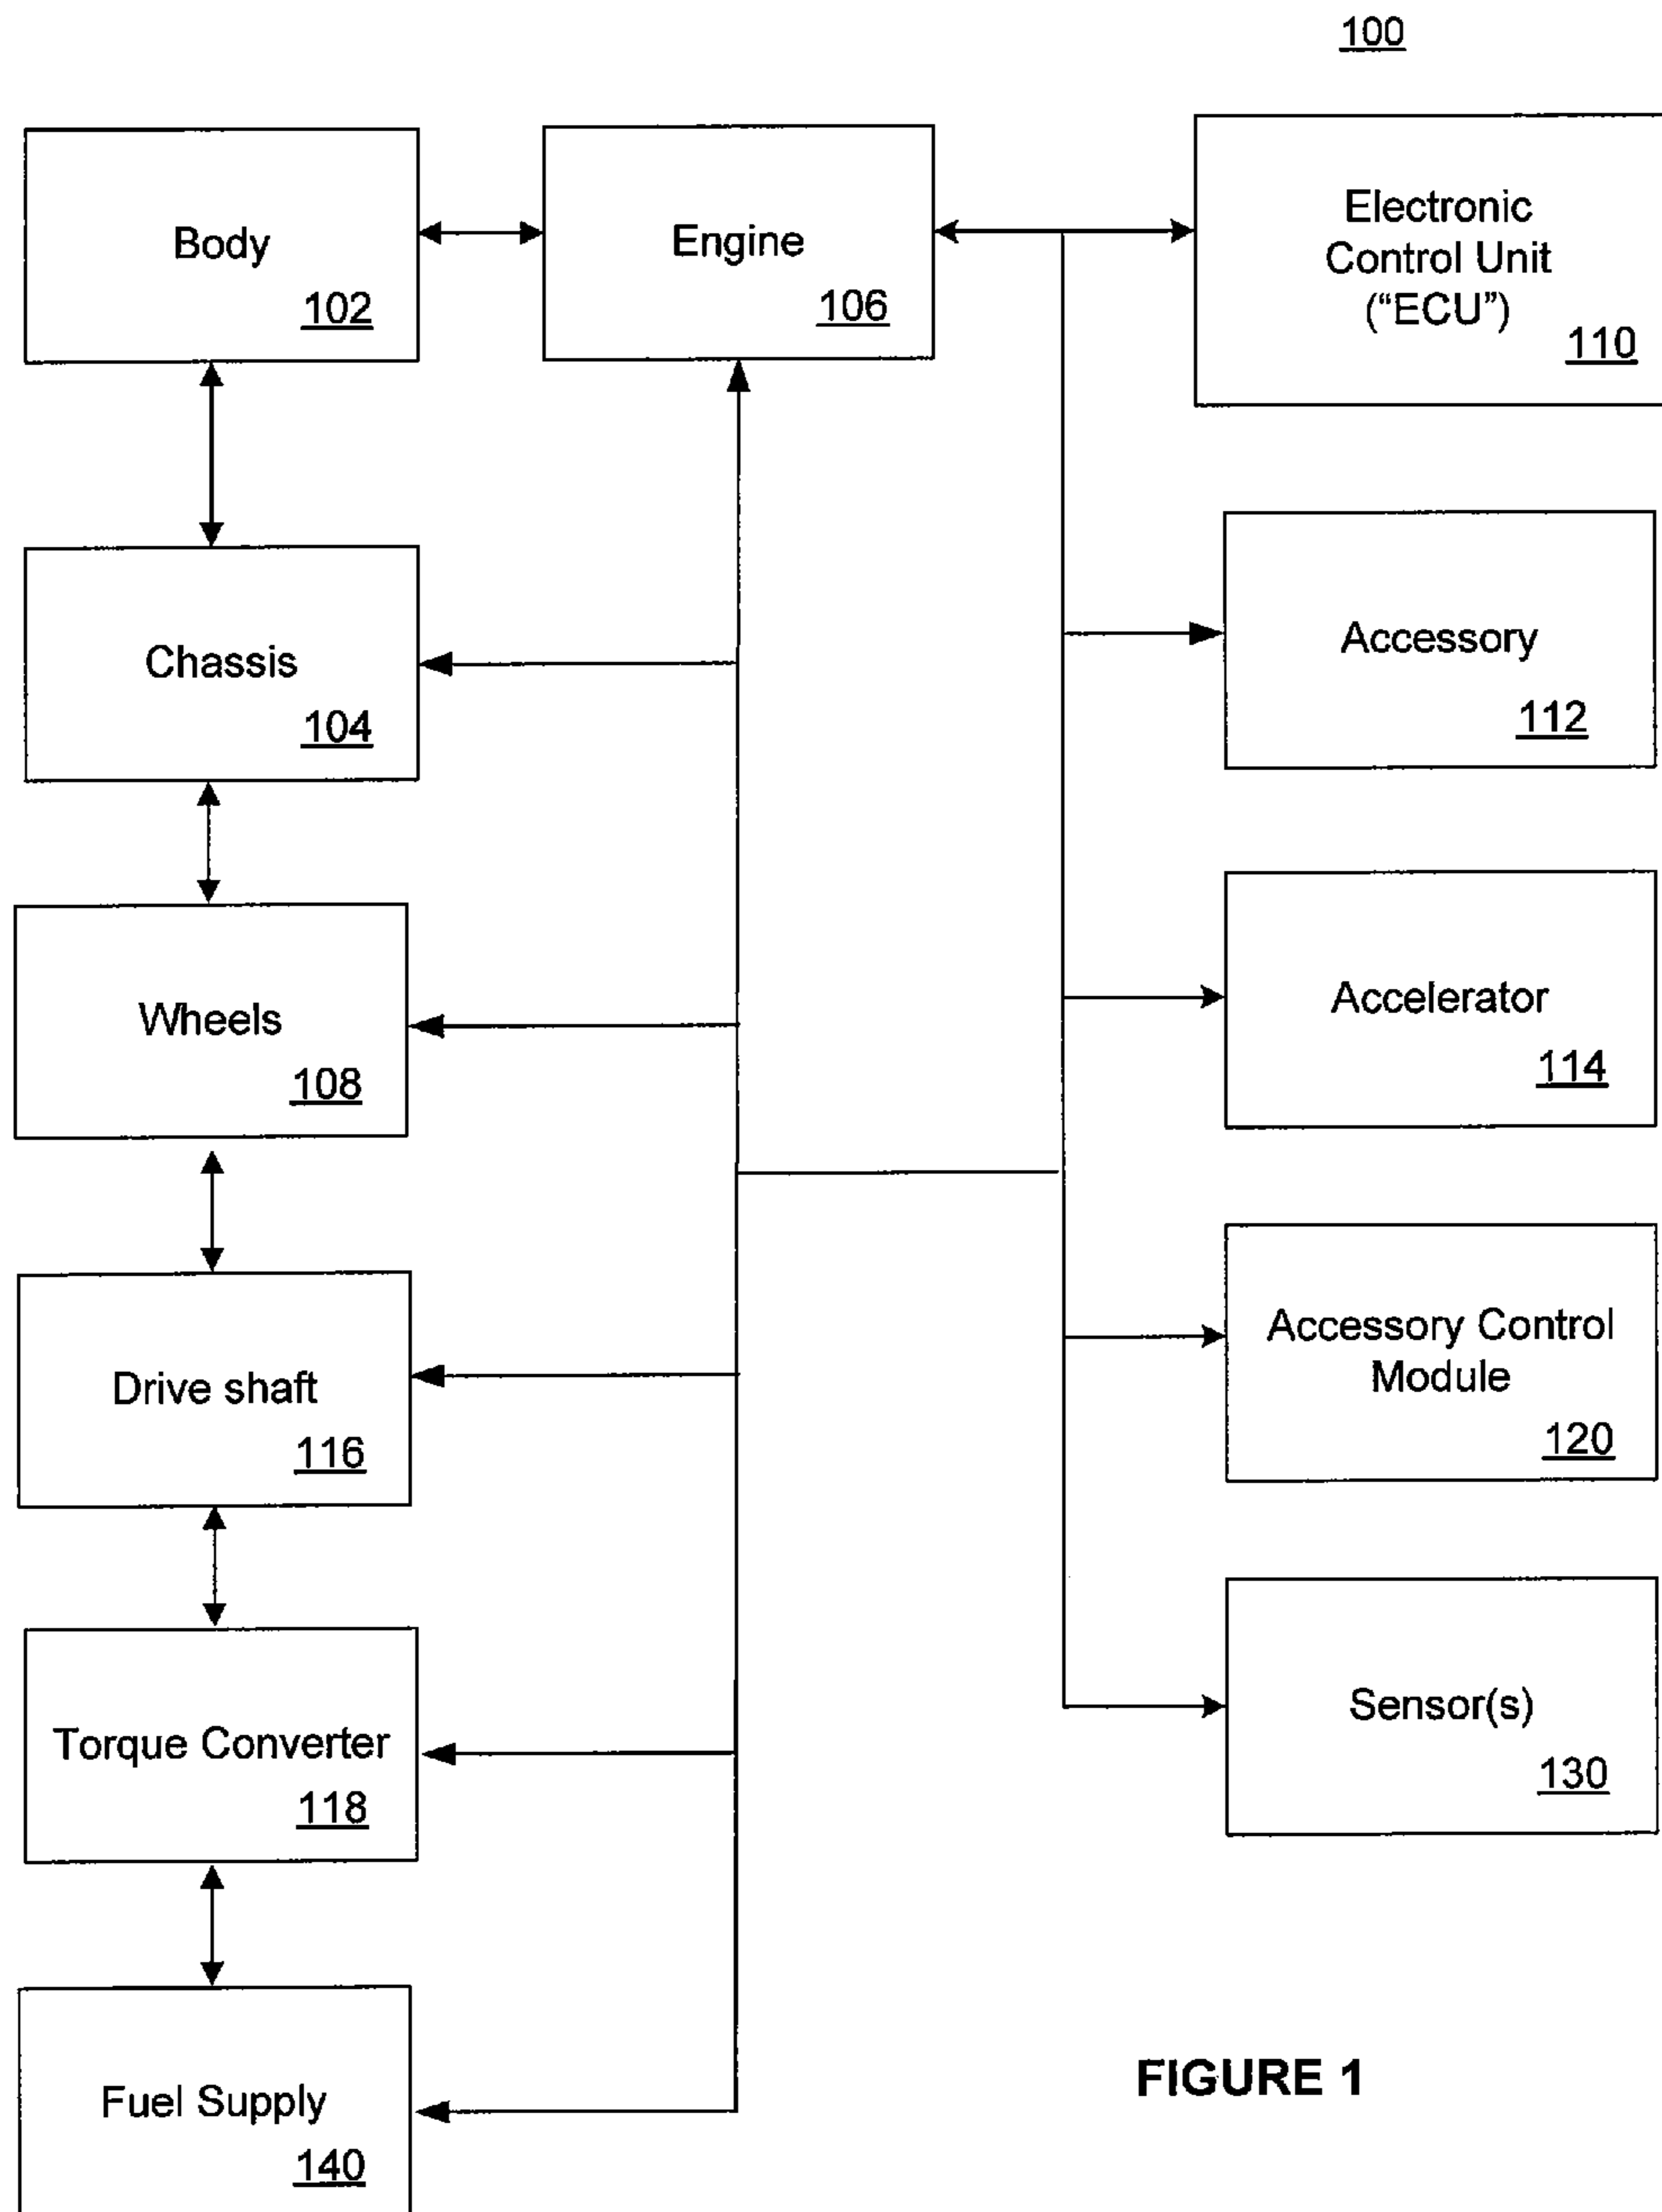 100
Body
102
Engine
106
Electronic
Control Unit
(“ECU”)
110
Chassis
104
Accessory
112
Wheels
108
Accelerator
114
Drive shaft
116
Accessory Control
Module
120
Torque Converter
118
Sensor(s)
130
Fuel Supply
140
FIGURE 1